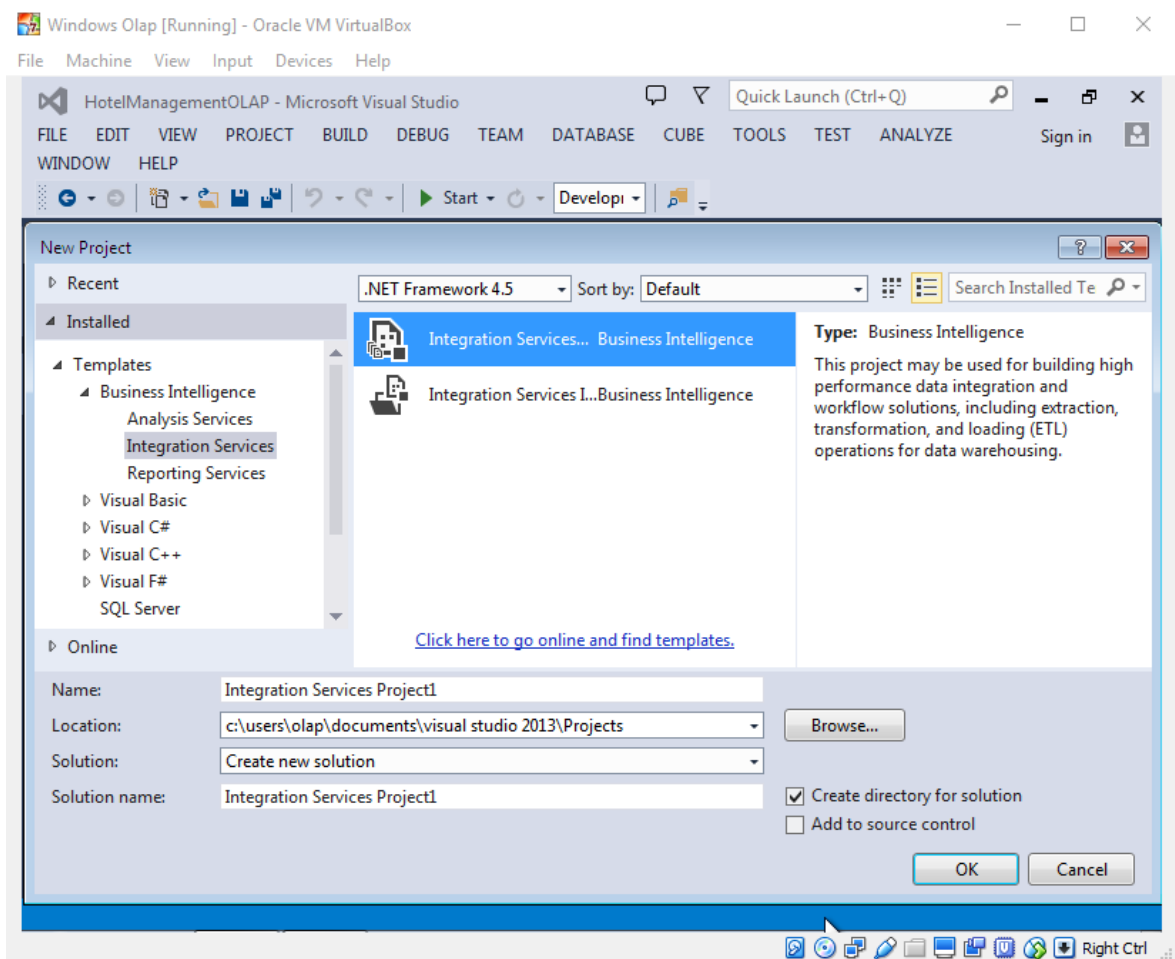 Windows Olap [Running] - Oracle VM VirtualBox
File Machine View Input Devices Help
HotelManagementOLAP - Microsoft Visual Studio
Quick Launch (Ctrl+Q)
FILE EDIT VIEW PROJECT BUILD DEBUG TEAM DATABASE CUBE TOOLS TEST ANALYZE Sign in
WINDOW HELP
Start
Develop
New Project
Recent
.NET Framework 4.5 Sort by: Default Search Installed Te
Installed
Templates
Business Intelligence
Analysis Services
Integration Services
Reporting Services
Visual Basic
Visual C#
Visual C++
Visual F#
SQL Server
Online
Integration Services... Business Intelligence
Integration Services I...Business Intelligence
Click here to go online and find templates.
Type: Business Intelligence
This project may be used for building high
performance data integration and
workflow solutions, including extraction,
transformation, and loading (ETL)
operations for data warehousing.
Name: Integration Services Project1
Location: c:\users\olap\documents\visual studio 2013\Projects Browse...
Solution: Create new solution
Solution name: Integration Services Project1
Create directory for solution
Add to source control
OK Cancel
Right Ctrl